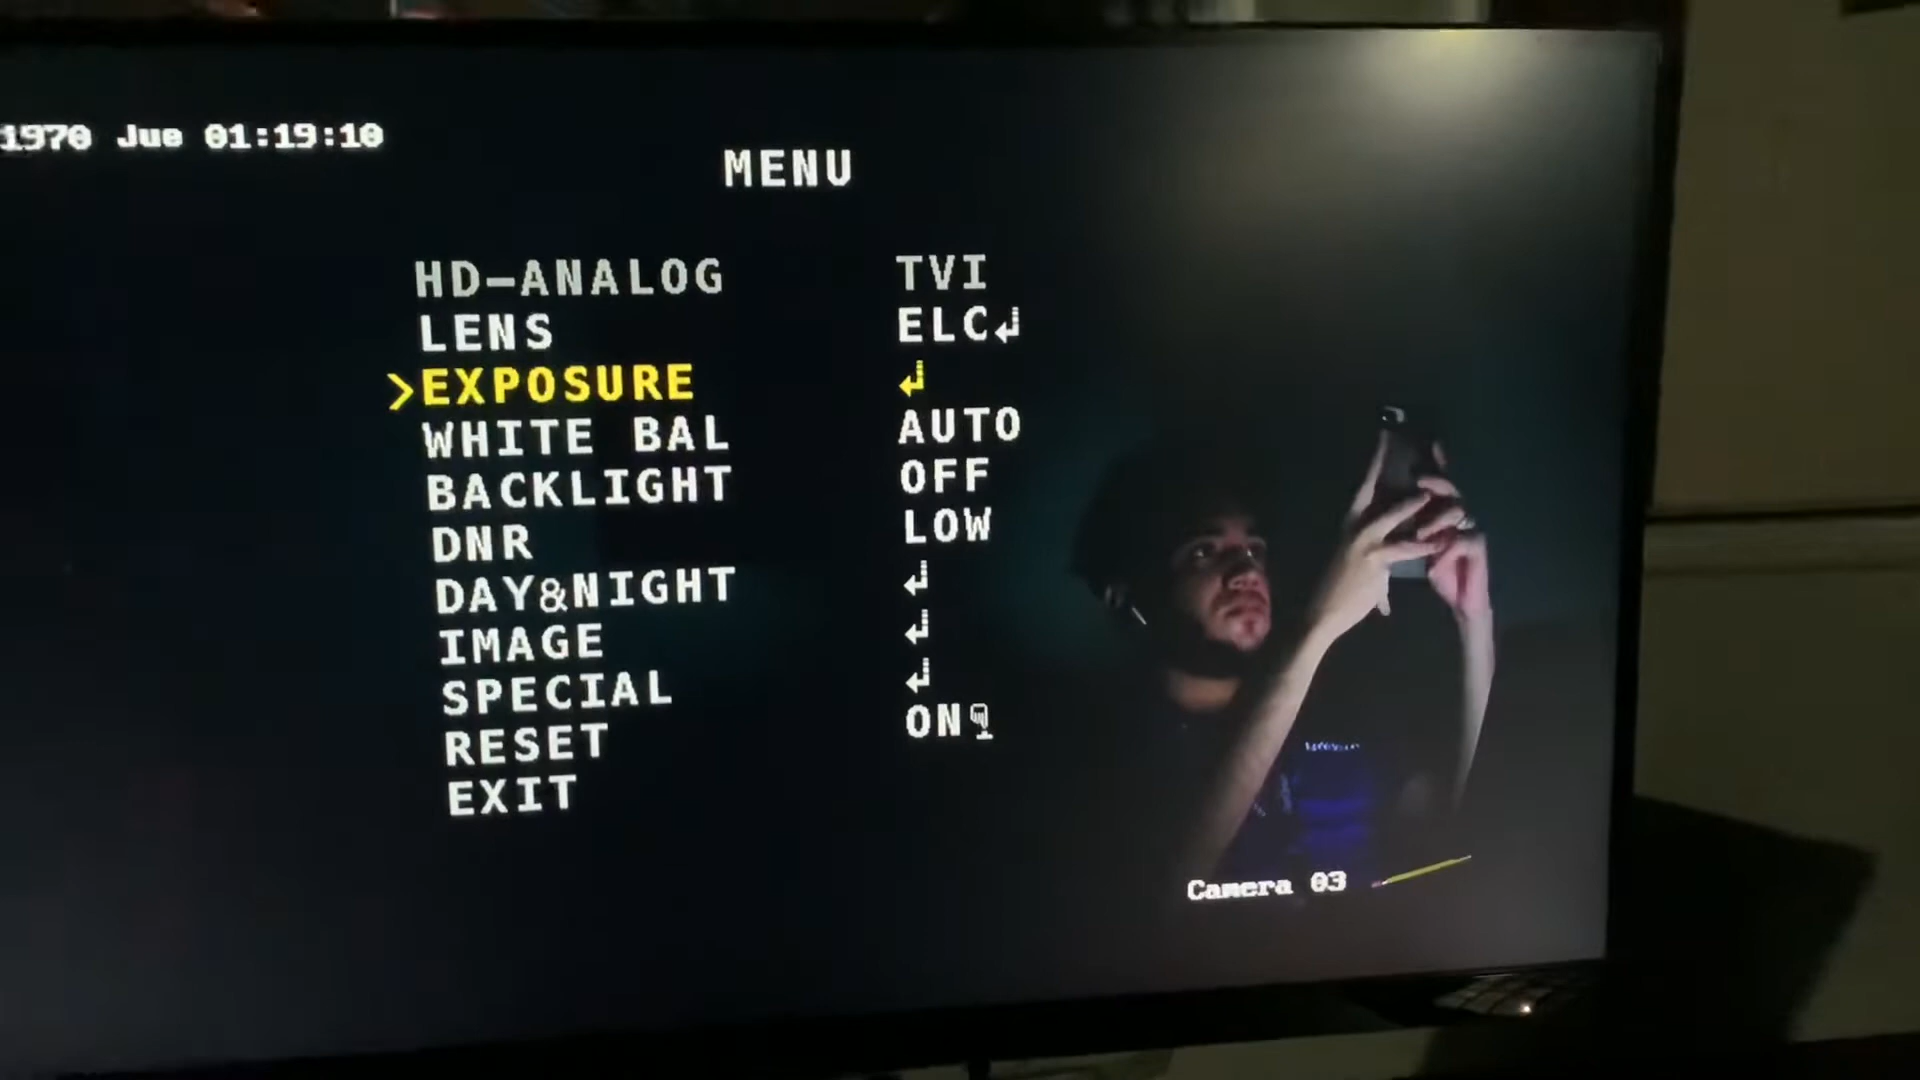 1970 Jue 01:19:10
MENU
HD-ANALOG TVI
LENS ELC↲
>EXPOSURE ↲
WHITE BAL AUTO
BACKLIGHT OFF
DNR LOW
DAY&NIGHT ↲
IMAGE ↲
SPECIAL ↲
RESET ON
EXIT
Camera 03